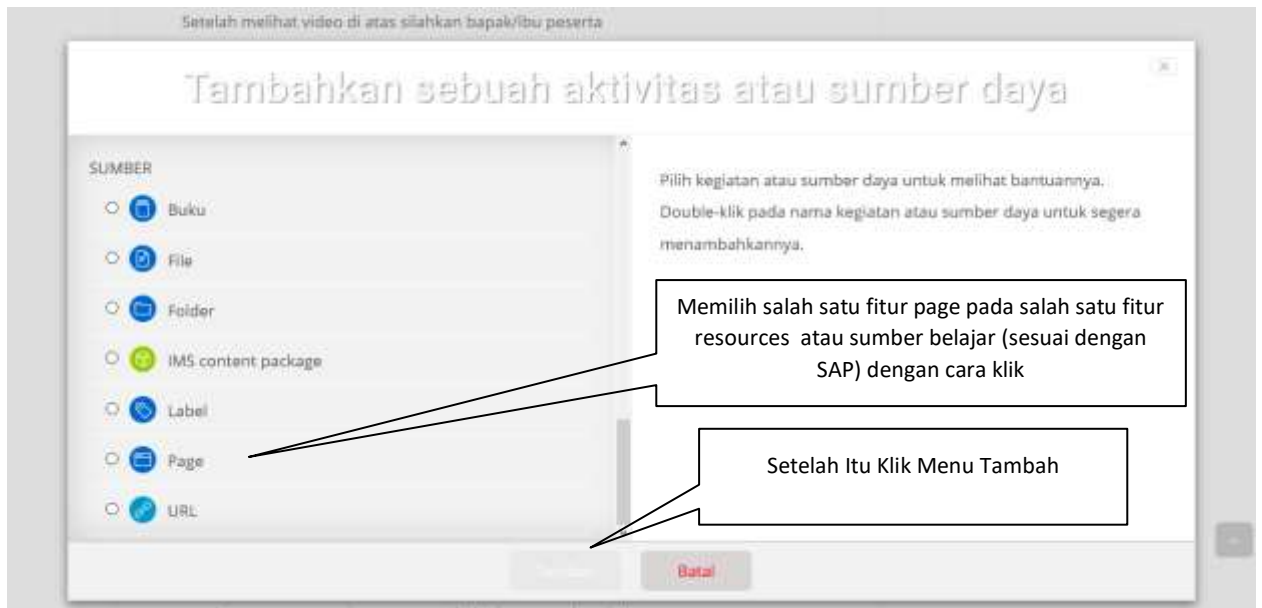 Setelah melihat video di atas silahkan bapak/ibu peserta
Tambahkan sebuah aktivitas atau sumber daya
SUMBER
Buku
File
Folder
IMS content package
Label
Page
URL
Pilih kegiatan atau sumber daya untuk melihat bantuannya.
Double-klik pada nama kegiatan atau sumber daya untuk segera
menambahkannya.
Memilih salah satu fitur page pada salah satu fitur
resources atau sumber belajar (sesuai dengan
SAP) dengan cara klik
Setelah Itu Klik Menu Tambah
Batal